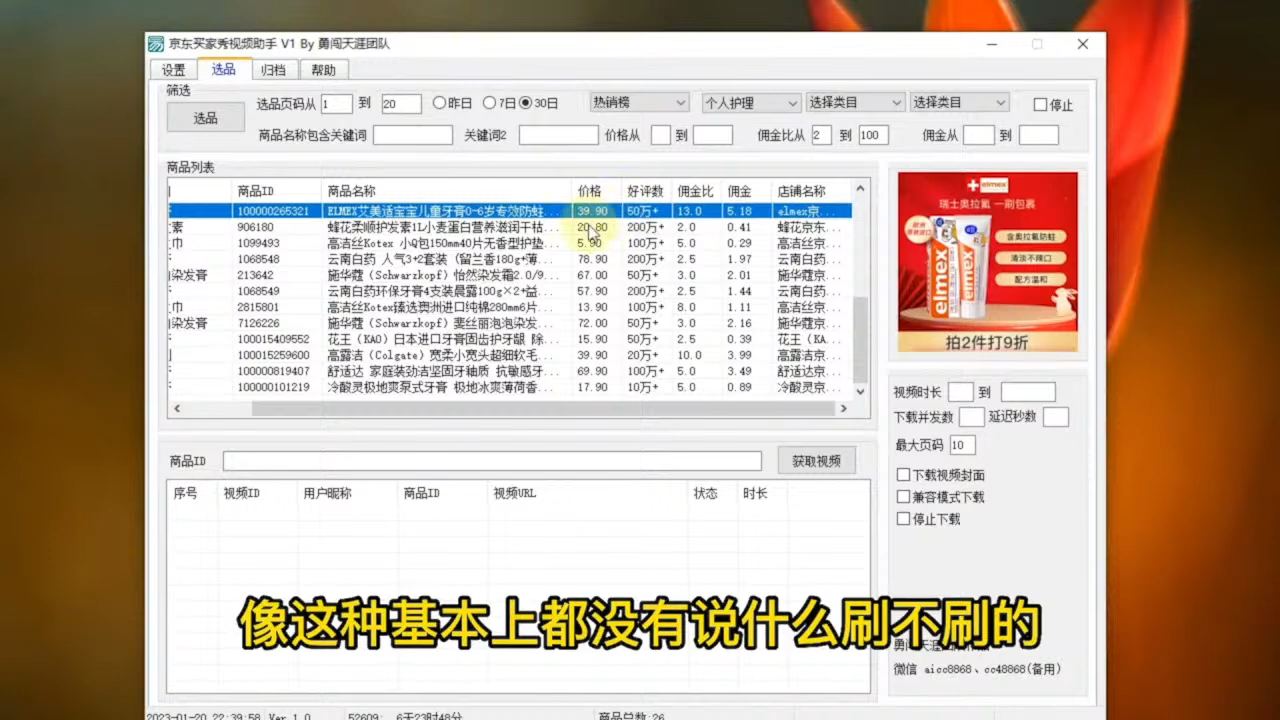 京东买家秀视频助手 V1 By 勇闯天涯团队
设置 选品 归档 帮助
筛选
选品 选品页码从 1 到 20 昨日 7日 30日 热销榜 个人护理 选择类目 选择类目 停止
商品名称包含关键词 关键词2 价格从 到 佣金比从 2 到 100 佣金从 到
商品列表
商品ID 商品名称 价格 好评数 佣金比 佣金 店铺名称
100000265321 ELMEX艾美适宝宝儿童牙膏0-6岁专效防蛀... 39.90 50万+ 13.0 5.18 elmex京...
素 906180 蜂花柔顺护发素1L小麦蛋白营养滋润干枯... 20.80 200万+ 2.0 0.41 蜂花京东...
巾 1099493 高洁丝Kotex 小Q包150mm40片无香型护垫... 5.90 100万+ 5.0 0.29 高洁丝京...
1068548 云南白药 人气3+2套装（留兰香180g+薄... 78.90 200万+ 2.5 1.97 云南白药...
染发膏 213642 施华蔻（Schwarzkopf）怡然染发霜2.0/9... 67.00 50万+ 3.0 2.01 施华蔻京...
1068549 云南白药环保牙膏4支装晨露100g×2+益... 57.90 200万+ 2.5 1.44 云南白药...
巾 2815801 高洁丝Kotex臻选澳洲进口纯棉280mm6片... 13.90 100万+ 8.0 1.11 高洁丝京...
染发膏 7126226 施华蔻（Schwarzkopf）斐丝丽泡泡染发... 72.00 50万+ 3.0 2.16 施华蔻京...
100015409552 花王（KAO）日本进口牙膏固齿护牙龈 除... 15.90 50万+ 2.5 0.39 花王（KA...
100015259600 高露洁（Colgate）宽柔小宽头超细软毛... 39.90 20万+ 10.0 3.99 高露洁京...
100000819407 舒适达 家庭装劲洁坚固牙釉质 抗敏感牙... 69.90 100万+ 5.0 3.49 舒适达京...
100000101219 冷酸灵极地爽泵式牙膏 极地冰爽薄荷香... 17.90 10万+ 5.0 0.89 冷酸灵京...
elmex
瑞士奥拉氟 一刷包裹
含奥拉氟防蛀
清淡不辣口
配方温和
elmex
elmex
拍2件打9折
视频时长 到
下载并发数 延迟秒数
最大页码 10
下载视频封面
兼容模式下载
停止下载
商品ID 获取视频
序号 视频ID 用户昵称 商品ID 视频URL 状态 时长
像这种基本上都没有说什么刷不刷的
微信 aicc8868、cc48868(备用)
2023-01-20 22:39:58 Ver 1.0 52609: 6天23时48分 商品总数:26